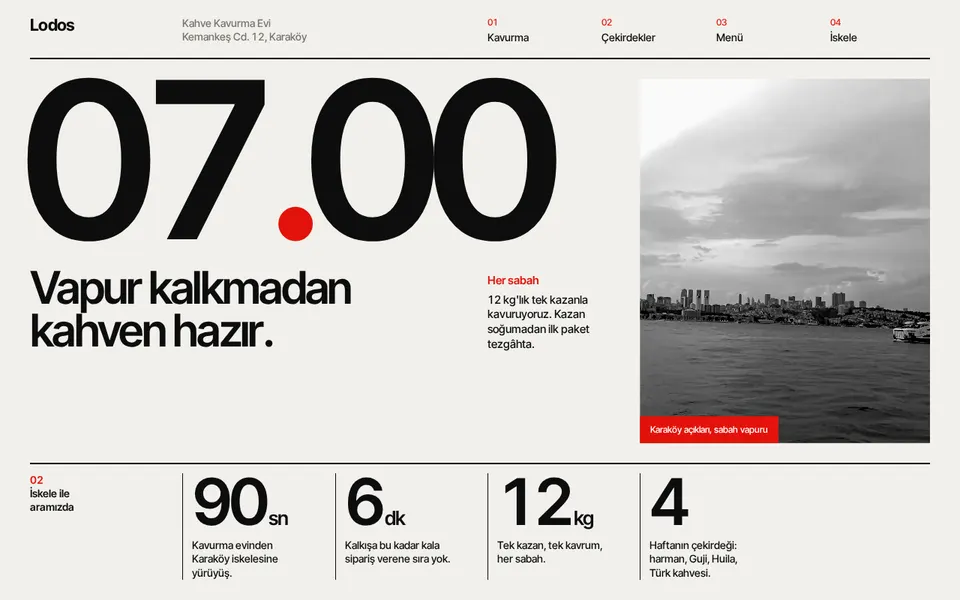 Lodos
Kahve Kavurma Evi
Kemankeş Cd. 12, Karaköy
01
Kavurma
02
Çekirdekler
03
Menü
04
İskele
07.00
Vapur kalkmadan
kahven hazır.
Her sabah
12 kg'lık tek kazanla
kavuruyoruz. Kazan
soğumadan ilk paket
tezgâhta.
Karaköy açıkları, sabah vapuru
02
İskele ile
aramızda
90sn
Kavurma evinden
Karaköy iskelesine
yürüyüş.
6dk
Kalkışa bu kadar kala
sipariş verene sıra yok.
12kg
Tek kazan, tek kavrum,
her sabah.
4
Haftanın çekirdeği:
harman, Guji, Huila,
Türk kahvesi.